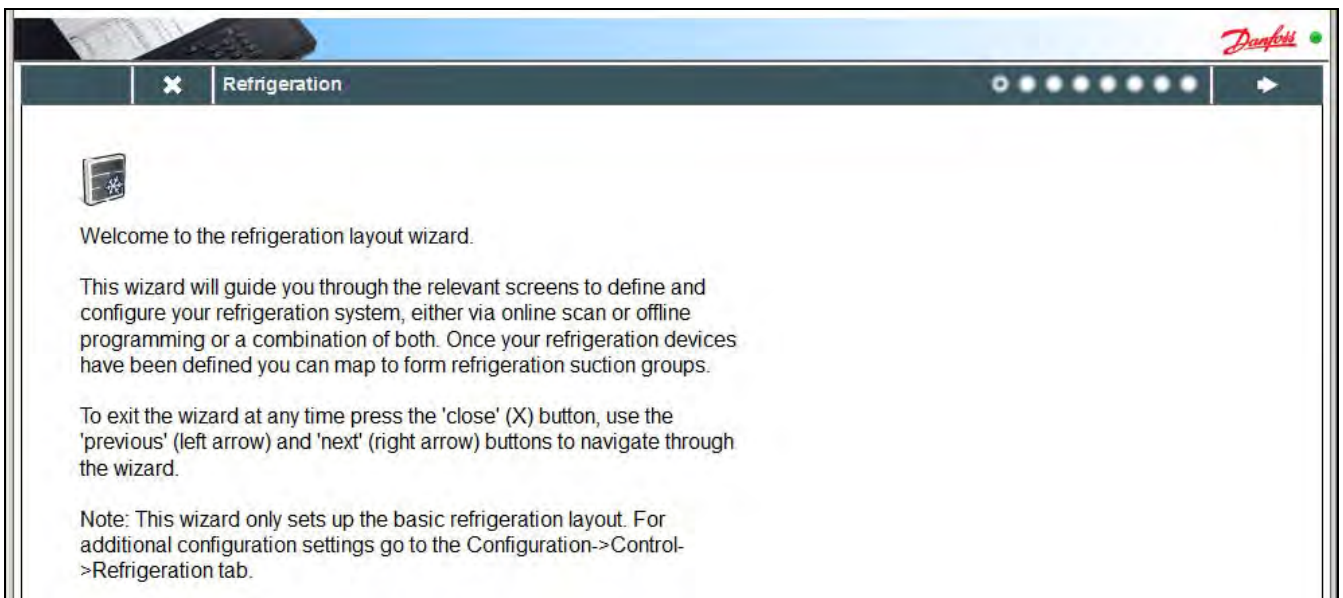 Danfoss
Refrigeration
Welcome to the refrigeration layout wizard.
This wizard will guide you through the relevant screens to define and
configure your refrigeration system, either via online scan or offline
programming or a combination of both. Once your refrigeration devices
have been defined you can map to form refrigeration suction groups.
To exit the wizard at any time press the 'close' (X) button, use the
'previous' (left arrow) and 'next' (right arrow) buttons to navigate through
the wizard.
Note: This wizard only sets up the basic refrigeration layout. For
additional configuration settings go to the Configuration->Control-
>Refrigeration tab.